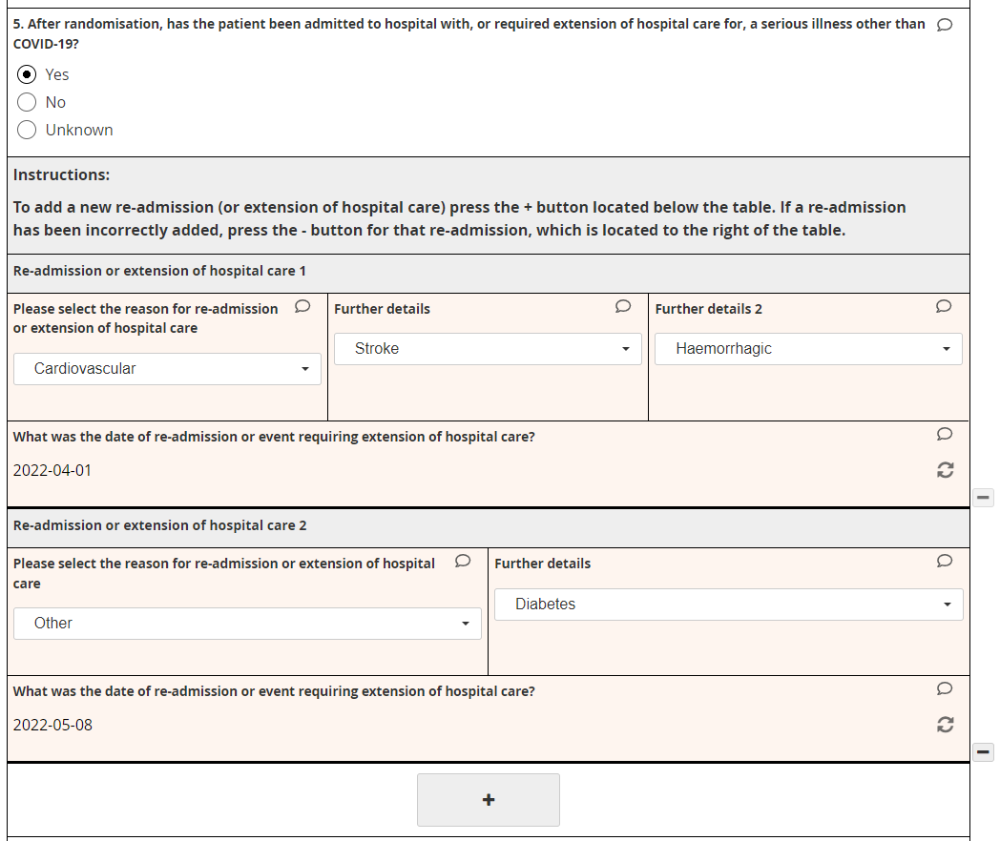 5. After randomisation, has the patient been admitted to hospital with, or required extension of hospital care for, a serious illness other than
COVID-19?
Yes
No
Unknown
Instructions:
To add a new re-admission (or extension of hospital care) press the + button located below the table. If a re-admission
has been incorrectly added, press the - button for that re-admission, which is located to the right of the table.
Re-admission or extension of hospital care 1
Please select the reason for re-admission
or extension of hospital care
Cardiovascular
Further details
Stroke
Further details 2
Haemorrhagic
What was the date of re-admission or event requiring extension of hospital care?
2022-04-01
Re-admission or extension of hospital care 2
Please select the reason for re-admission or extension of hospital
care
Other
Further details
Diabetes
What was the date of re-admission or event requiring extension of hospital care?
2022-05-08
+